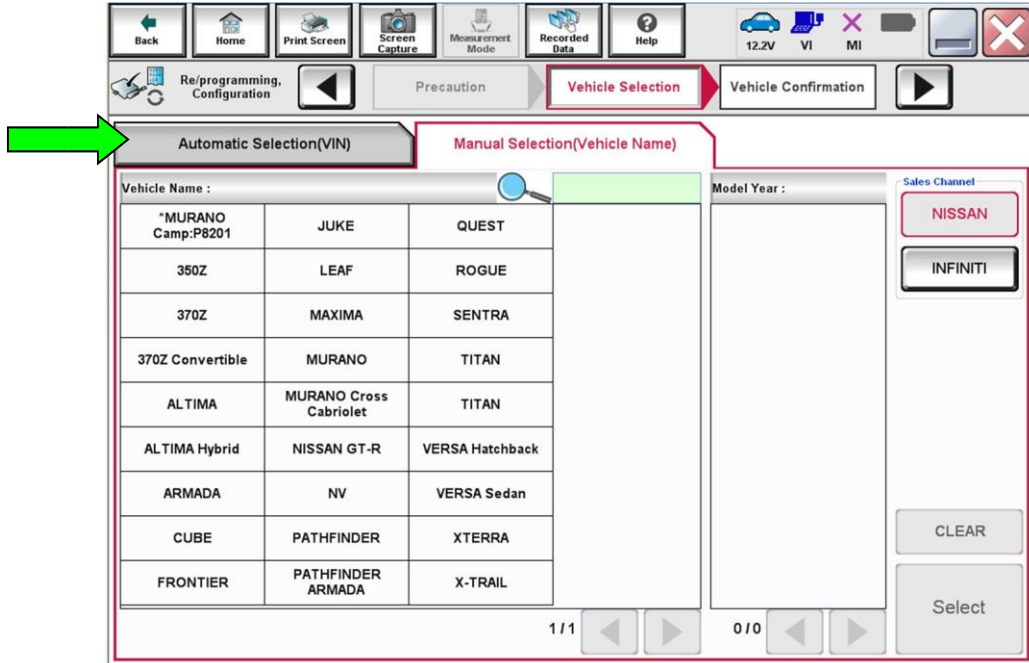 Back
Home
Print Screen
Screen
Capture
Measurement
Mode
Recorded
Data
Help
12.2V
VI
MI
Re/programming,
Configuration
Precaution
Vehicle Selection
Vehicle Confirmation
Automatic Selection(VIN)
Manual Selection(Vehicle Name)
Vehicle Name :
Model Year :
Sales Channel
*MURANO
Camp:P8201
JUKE
QUEST
NISSAN
350Z
LEAF
ROGUE
INFINITI
370Z
MAXIMA
SENTRA
370Z Convertible
MURANO
TITAN
ALTIMA
MURANO Cross
Cabriolet
TITAN
ALTIMA Hybrid
NISSAN GT-R
VERSA Hatchback
ARMADA
NV
VERSA Sedan
CUBE
PATHFINDER
XTERRA
CLEAR
FRONTIER
PATHFINDER
ARMADA
X-TRAIL
Select
1/1
0/0